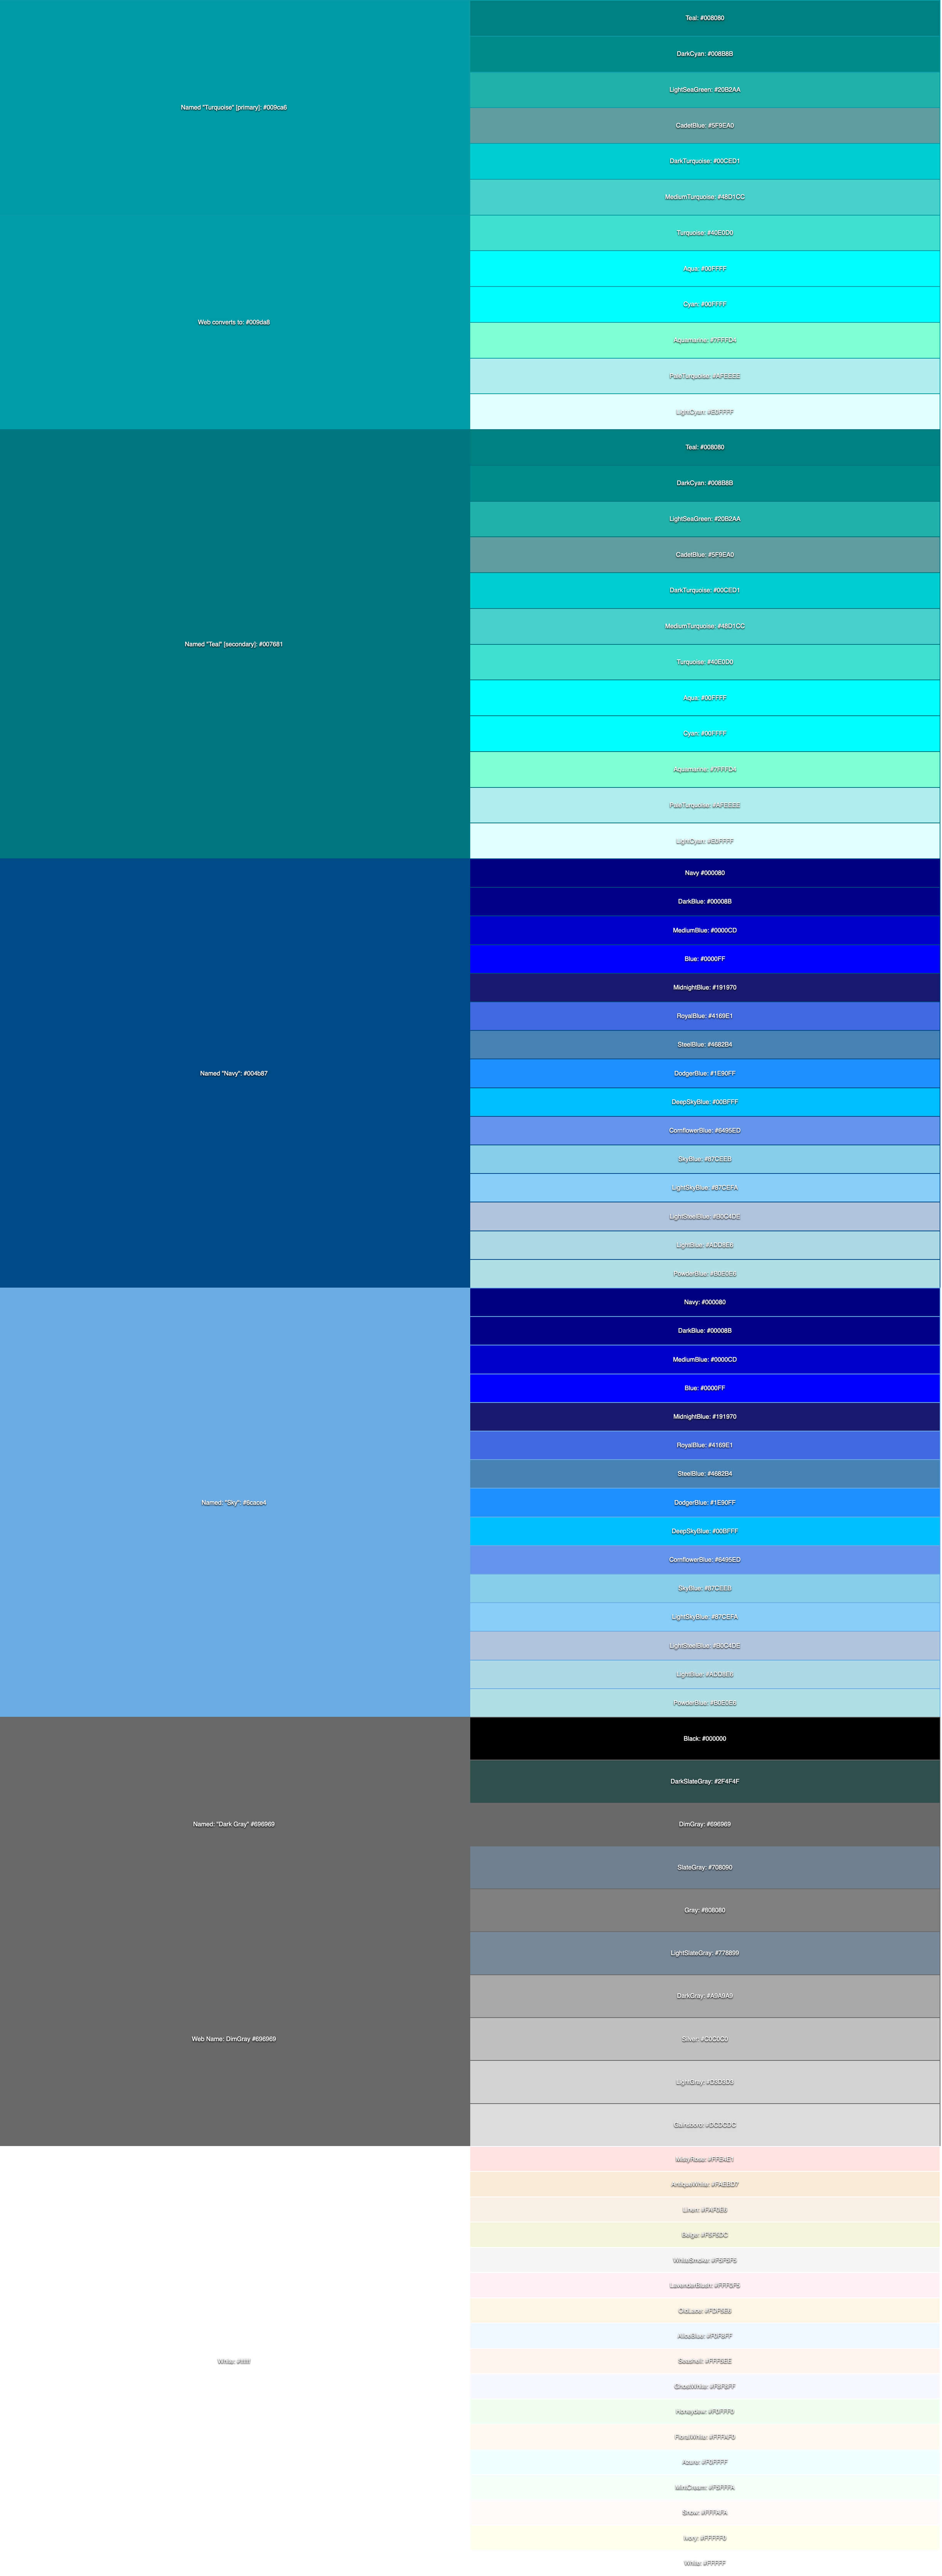 Named "Turquoise" [primary]: #009ca6
Web converts to: #009da8
Teal: #008080
DarkCyan: #008B8B
LightSeaGreen: #20B2AA
CadetBlue: #5F9EA0
DarkTurquoise: #00CED1
MediumTurquoise: #48D1CC
Turquoise: #40E0D0
Aqua: #00FFFF
Cyan: #00FFFF
Aquamarine: #7FFFD4
PaleTurquoise: #AFEEEE
LightCyan: #E0FFFF
Named "Teal" [secondary]: #007681
Teal: #008080
DarkCyan: #008B8B
LightSeaGreen: #20B2AA
CadetBlue: #5F9EA0
DarkTurquoise: #00CED1
MediumTurquoise: #48D1CC
Turquoise: #40E0D0
Aqua: #00FFFF
Cyan: #00FFFF
Aquamarine: #7FFFD4
PaleTurquoise: #AFEEEE
LightCyan: #E0FFFF
Named "Navy": #004b87
Navy #000080
DarkBlue: #00008B
MediumBlue: #0000CD
Blue: #0000FF
MidnightBlue: #191970
RoyalBlue: #4169E1
SteelBlue: #4682B4
DodgerBlue: #1E90FF
DeepSkyBlue: #00BFFF
CornflowerBlue: #6495ED
SkyBlue: #87CEEB
LightSkyBlue: #87CEFA
LightSteelBlue: #B0C4DE
LightBlue: #ADD8E6
PowderBlue: #B0E0E6
Named: "Sky": #6cace4
Navy: #000080
DarkBlue: #00008B
MediumBlue: #0000CD
Blue: #0000FF
MidnightBlue: #191970
RoyalBlue: #4169E1
SteelBlue: #4682B4
DodgerBlue: #1E90FF
DeepSkyBlue: #00BFFF
CornflowerBlue: #6495ED
SkyBlue: #87CEEB
LightSkyBlue: #87CEFA
LightSteelBlue: #B0C4DE
LightBlue: #ADD8E6
PowderBlue: #B0E0E6
Named: "Dark Gray" #696969
Web Name: DimGray #696969
Black: #000000
DarkSlateGray: #2F4F4F
DimGray: #696969
SlateGray: #708090
Gray: #808080
LightSlateGray: #778899
DarkGray: #A9A9A9
Silver: #C0C0C0
LightGray: #D3D3D3
Gainsboro: #DCDCDC
White: #ffffff
MistyRose: #FFE4E1
AntiqueWhite: #FAEBD7
Linen: #FAF0E6
Beige: #F5F5DC
WhiteSmoke: #F5F5F5
LavenderBlush: #FFF0F5
OldLace: #FDF5E6
AliceBlue: #F0F8FF
Seashell: #FFF5EE
GhostWhite: #F8F8FF
Honeydew: #F0FFF0
FloralWhite: #FFFAF0
Azure: #F0FFFF
MintCream: #F5FFFA
Snow: #FFFAFA
Ivory: #FFFFF0
White: #FFFFFF